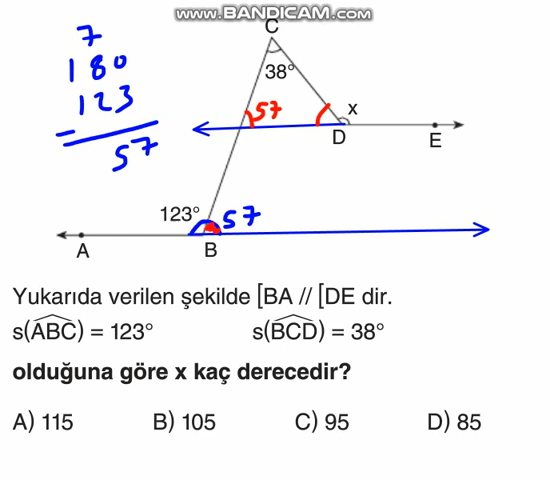 www.BANDICAM.com
C
7
180
123
57
38°
57
x
D
E
123°
57
A
B
Yukarıda verilen şekilde [BA // [DE dir.
s(ABC) = 123° s(BCD) = 38°
olduğuna göre x kaç derecedir?
A) 115 B) 105 C) 95 D) 85